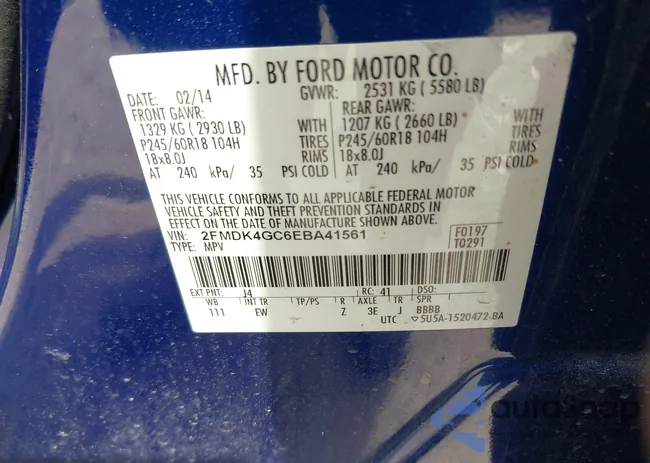 MFD. BY FORD MOTOR CO.
DATE: 02/14 GVWR: 2531 KG ( 5580 LB)
FRONT GAWR: REAR GAWR:
1329 KG ( 2930 LB) WITH 1207 KG ( 2660 LB) WITH
P245/60R18 104H TIRES P245/60R18 104H TIRES
18x8.0J RIMS 18x8.0J RIMS
AT 240 kPa/ 35 PSI COLD AT 240 kPa/ 35 PSI COLD
THIS VEHICLE CONFORMS TO ALL APPLICABLE FEDERAL MOTOR
VEHICLE SAFETY AND THEFT PREVENTION STANDARDS IN
EFFECT ON THE DATE OF MANUFACTURE SHOWN ABOVE.
VIN: 2FMDK4GC6EBA41561 F0197
TYPE: MPV T0291
EXT PNT: J4 RC: 41 DSO:
WB INT TR TP/PS R AXLE TR SPR
111 EW Z 3E J BBBB
UTC ▽5U5A-1520472-BA
autosnap